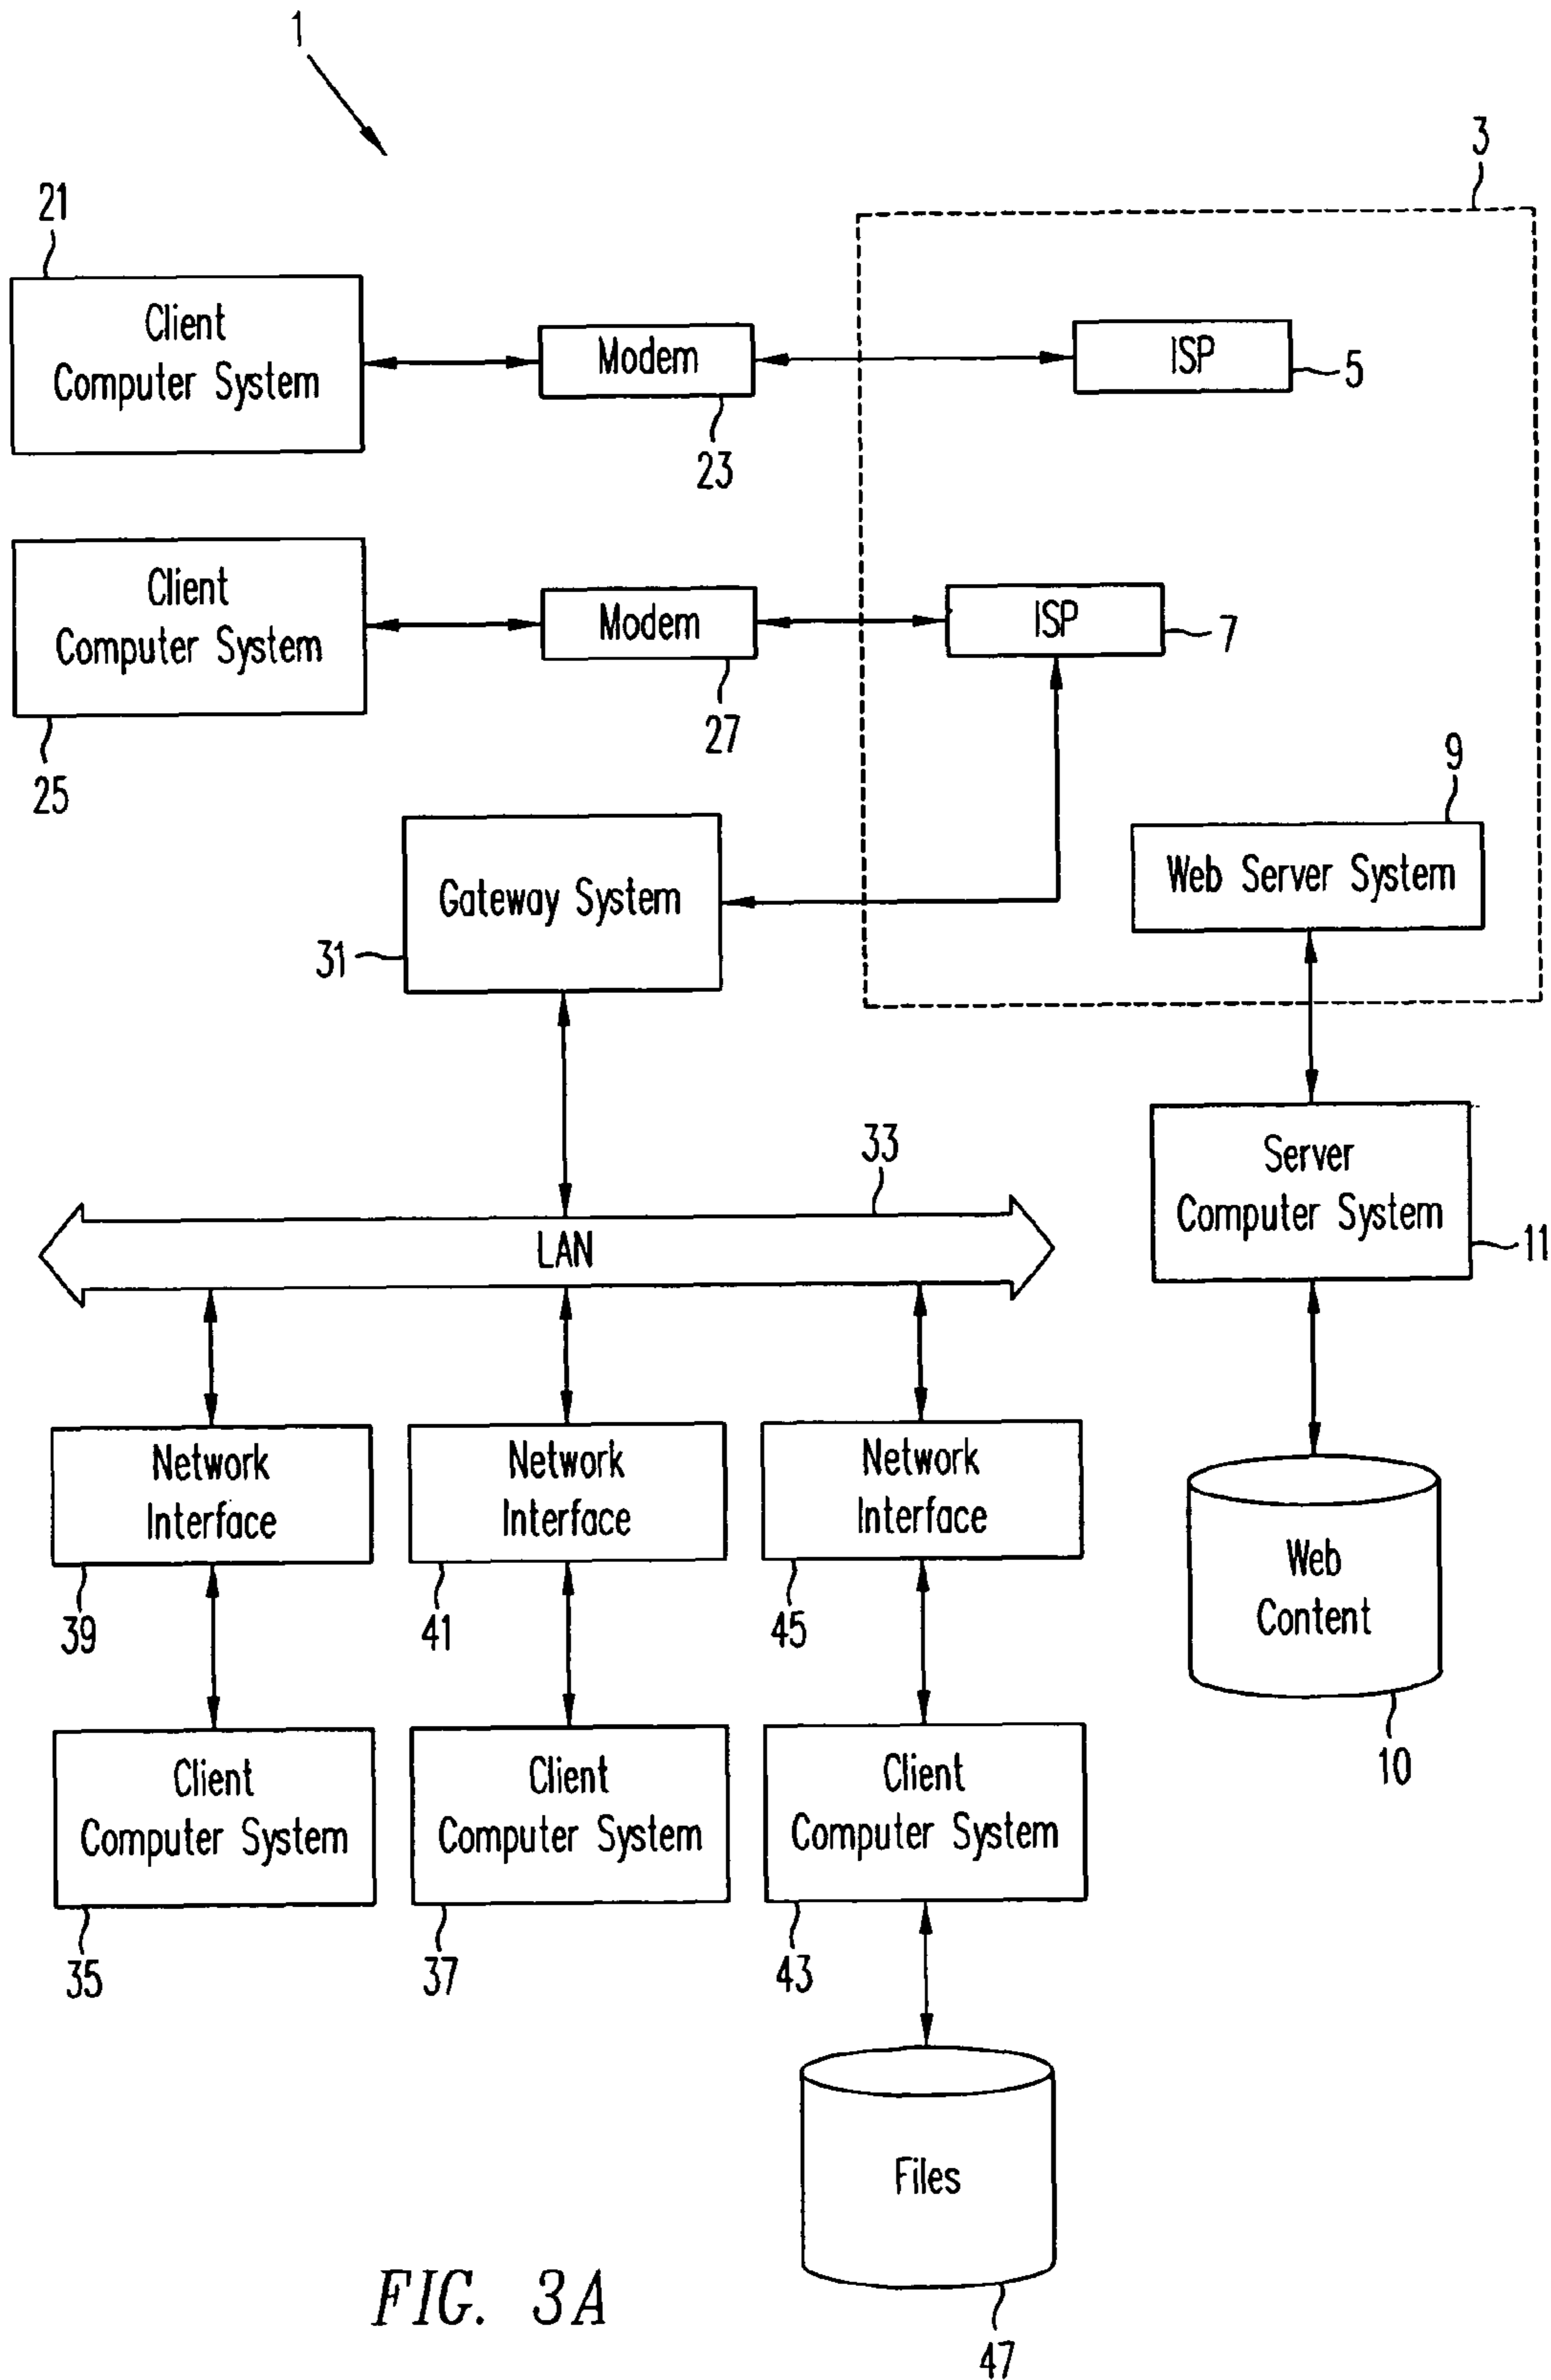 1
3
21
Client
Computer System
Modem
23
ISP
5
Client
Computer System
25
Modem
27
ISP
7
9
Web Server System
Gateway System
31
33
LAN
Server
Computer System
11
Network
Interface
39
Network
Interface
41
Network
Interface
45
Web
Content
10
Client
Computer System
35
Client
Computer System
37
Client
Computer System
43
Files
47
FIG. 3A